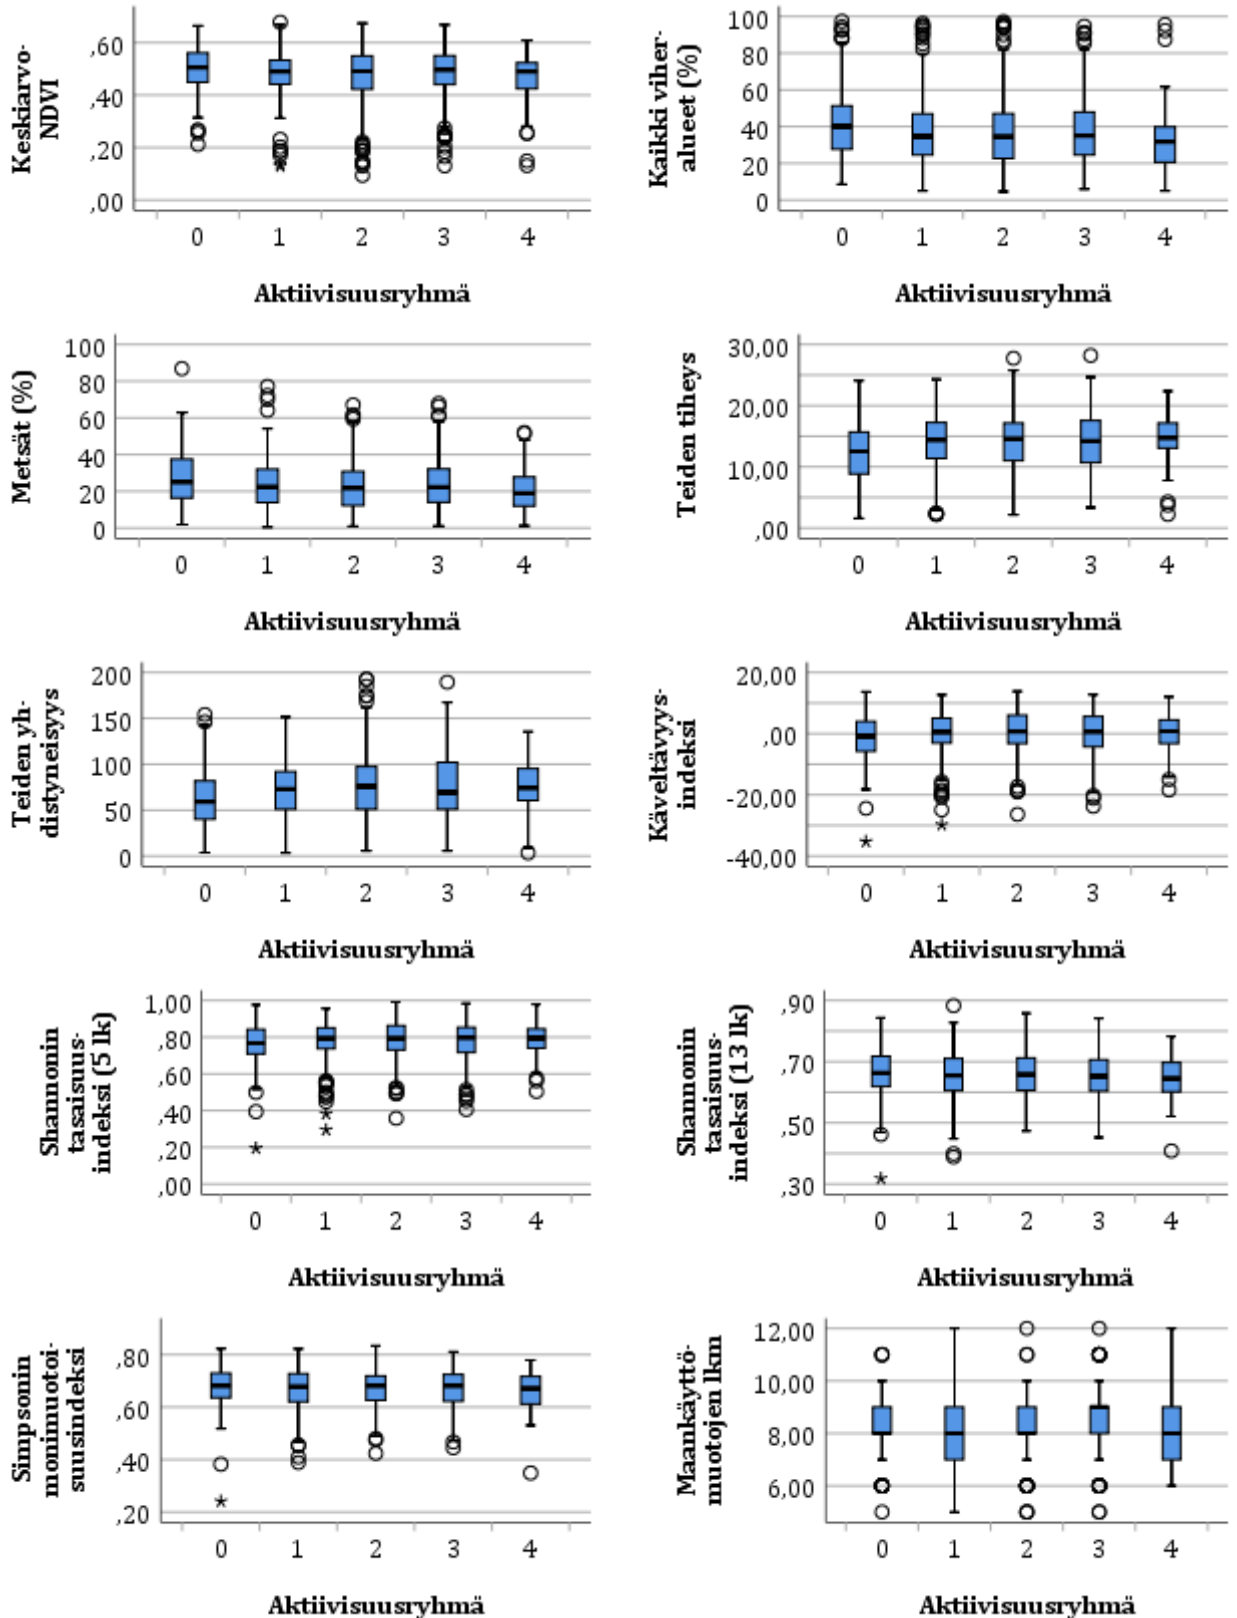 Keskiarvo-
NDVI
,60
,40
,20
,00
0 1 2 3 4
Aktiivisuusryhmä
Kaikki viher-
alueet (%)
100
80
60
40
20
0
0 1 2 3 4
Aktiivisuusryhmä
Metsät (%)
100
80
60
40
20
0
0 1 2 3 4
Aktiivisuusryhmä
Teiden tiheys
30,00
20,00
10,00
,00
0 1 2 3 4
Aktiivisuusryhmä
Teiden yh-
distyneisyys
200
150
100
50
0
0 1 2 3 4
Aktiivisuusryhmä
Käveltävyys-
indeksi
20,00
,00
-20,00
-40,00
0 1 2 3 4
Aktiivisuusryhmä
Shannonin
tasaisuus-
indeksi (5 lk)
1,00
,80
,60
,40
,20
,00
0 1 2 3 4
Aktiivisuusryhmä
Shannonin
tasaisuus-
indeksi (13 lk)
,90
,70
,50
,30
0 1 2 3 4
Aktiivisuusryhmä
Simpsonin
monimuotoi-
suusindeksi
,80
,60
,40
,20
0 1 2 3 4
Aktiivisuusryhmä
Maankäyttö-
muotojen lkm
12,00
10,00
8,00
6,00
0 1 2 3 4
Aktiivisuusryhmä